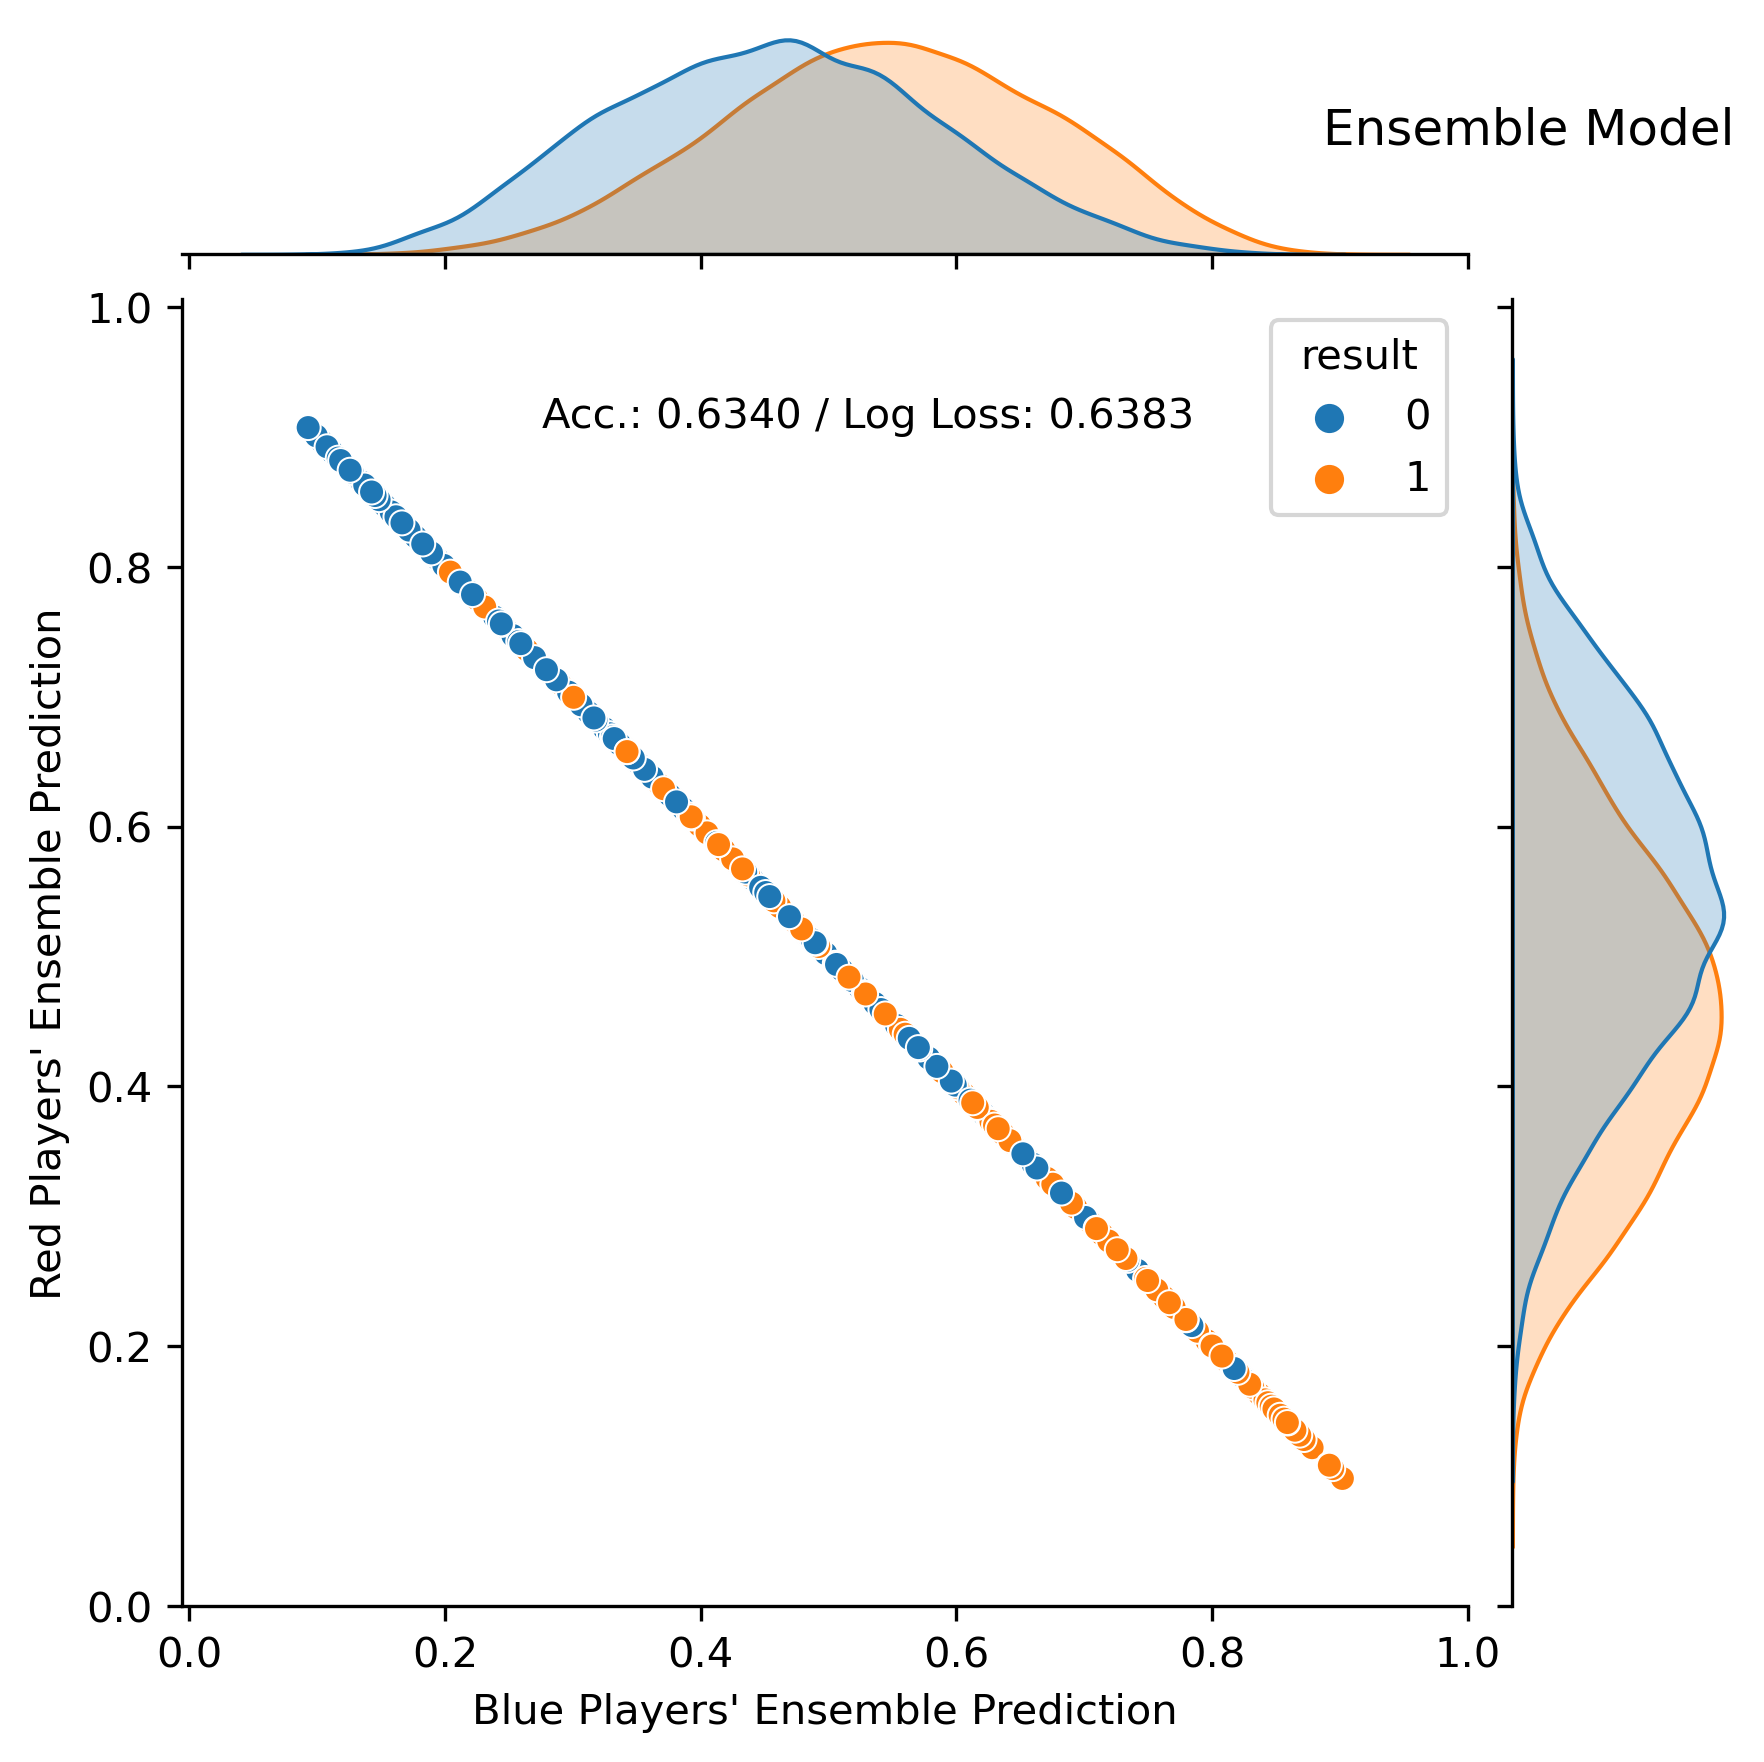 Ensemble Model
1.0
0.8
0.6
0.4
0.2
0.0
Red Players' Ensemble Prediction
Acc.: 0.6340 / Log Loss: 0.6383
result
0
1
0.0 0.2 0.4 0.6 0.8 1.0
Blue Players' Ensemble Prediction